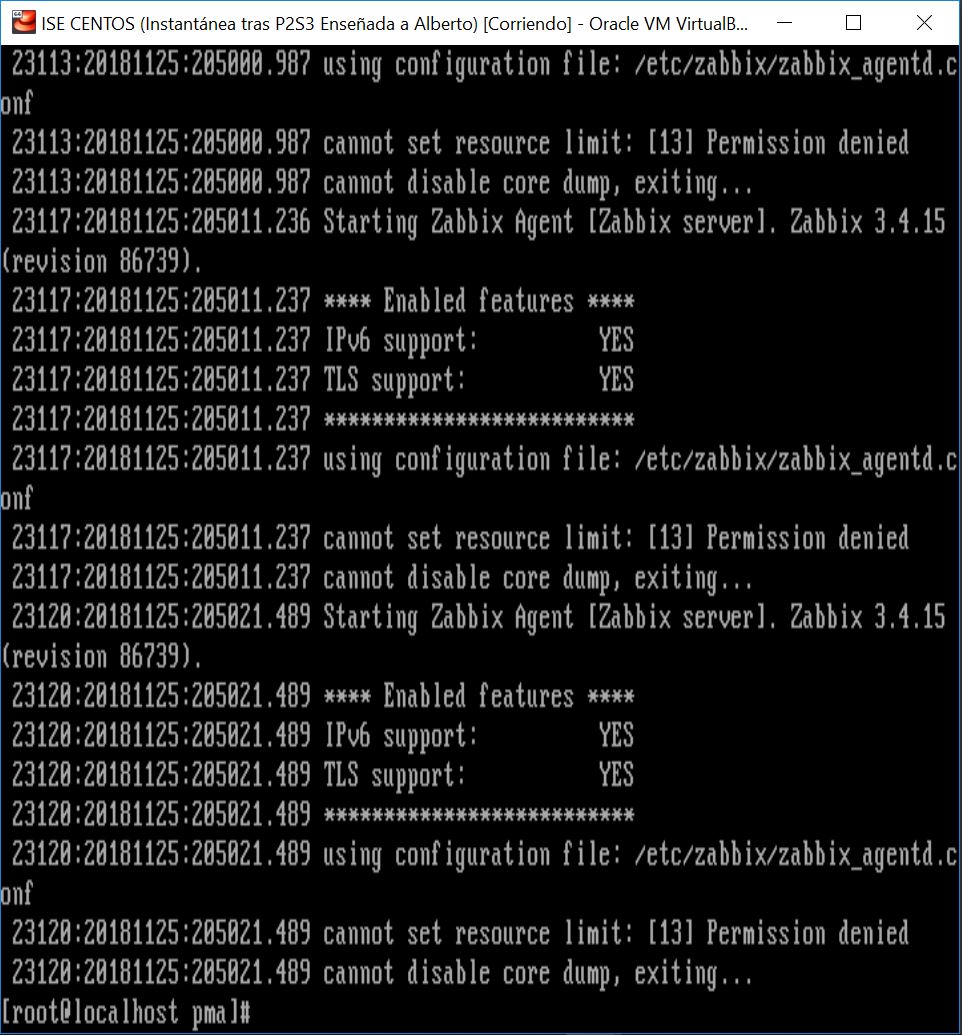 ISE CENTOS (Instantánea tras P2S3 Enseñada a Alberto) [Corriendo] - Oracle VM VirtualB...
23113:20181125:205000.987 using configuration file: /etc/zabbix/zabbix_agentd.c
onf
23113:20181125:205000.987 cannot set resource limit: [13] Permission denied
23113:20181125:205000.987 cannot disable core dump, exiting...
23117:20181125:205011.236 Starting Zabbix Agent [Zabbix server]. Zabbix 3.4.15
(revision 86739).
23117:20181125:205011.237 **** Enabled features ****
23117:20181125:205011.237 IPv6 support:          YES
23117:20181125:205011.237 TLS support:           YES
23117:20181125:205011.237 **************************
23117:20181125:205011.237 using configuration file: /etc/zabbix/zabbix_agentd.c
onf
23117:20181125:205011.237 cannot set resource limit: [13] Permission denied
23117:20181125:205011.237 cannot disable core dump, exiting...
23120:20181125:205021.489 Starting Zabbix Agent [Zabbix server]. Zabbix 3.4.15
(revision 86739).
23120:20181125:205021.489 **** Enabled features ****
23120:20181125:205021.489 IPv6 support:          YES
23120:20181125:205021.489 TLS support:           YES
23120:20181125:205021.489 **************************
23120:20181125:205021.489 using configuration file: /etc/zabbix/zabbix_agentd.c
onf
23120:20181125:205021.489 cannot set resource limit: [13] Permission denied
23120:20181125:205021.489 cannot disable core dump, exiting...
[root@localhost pma]#